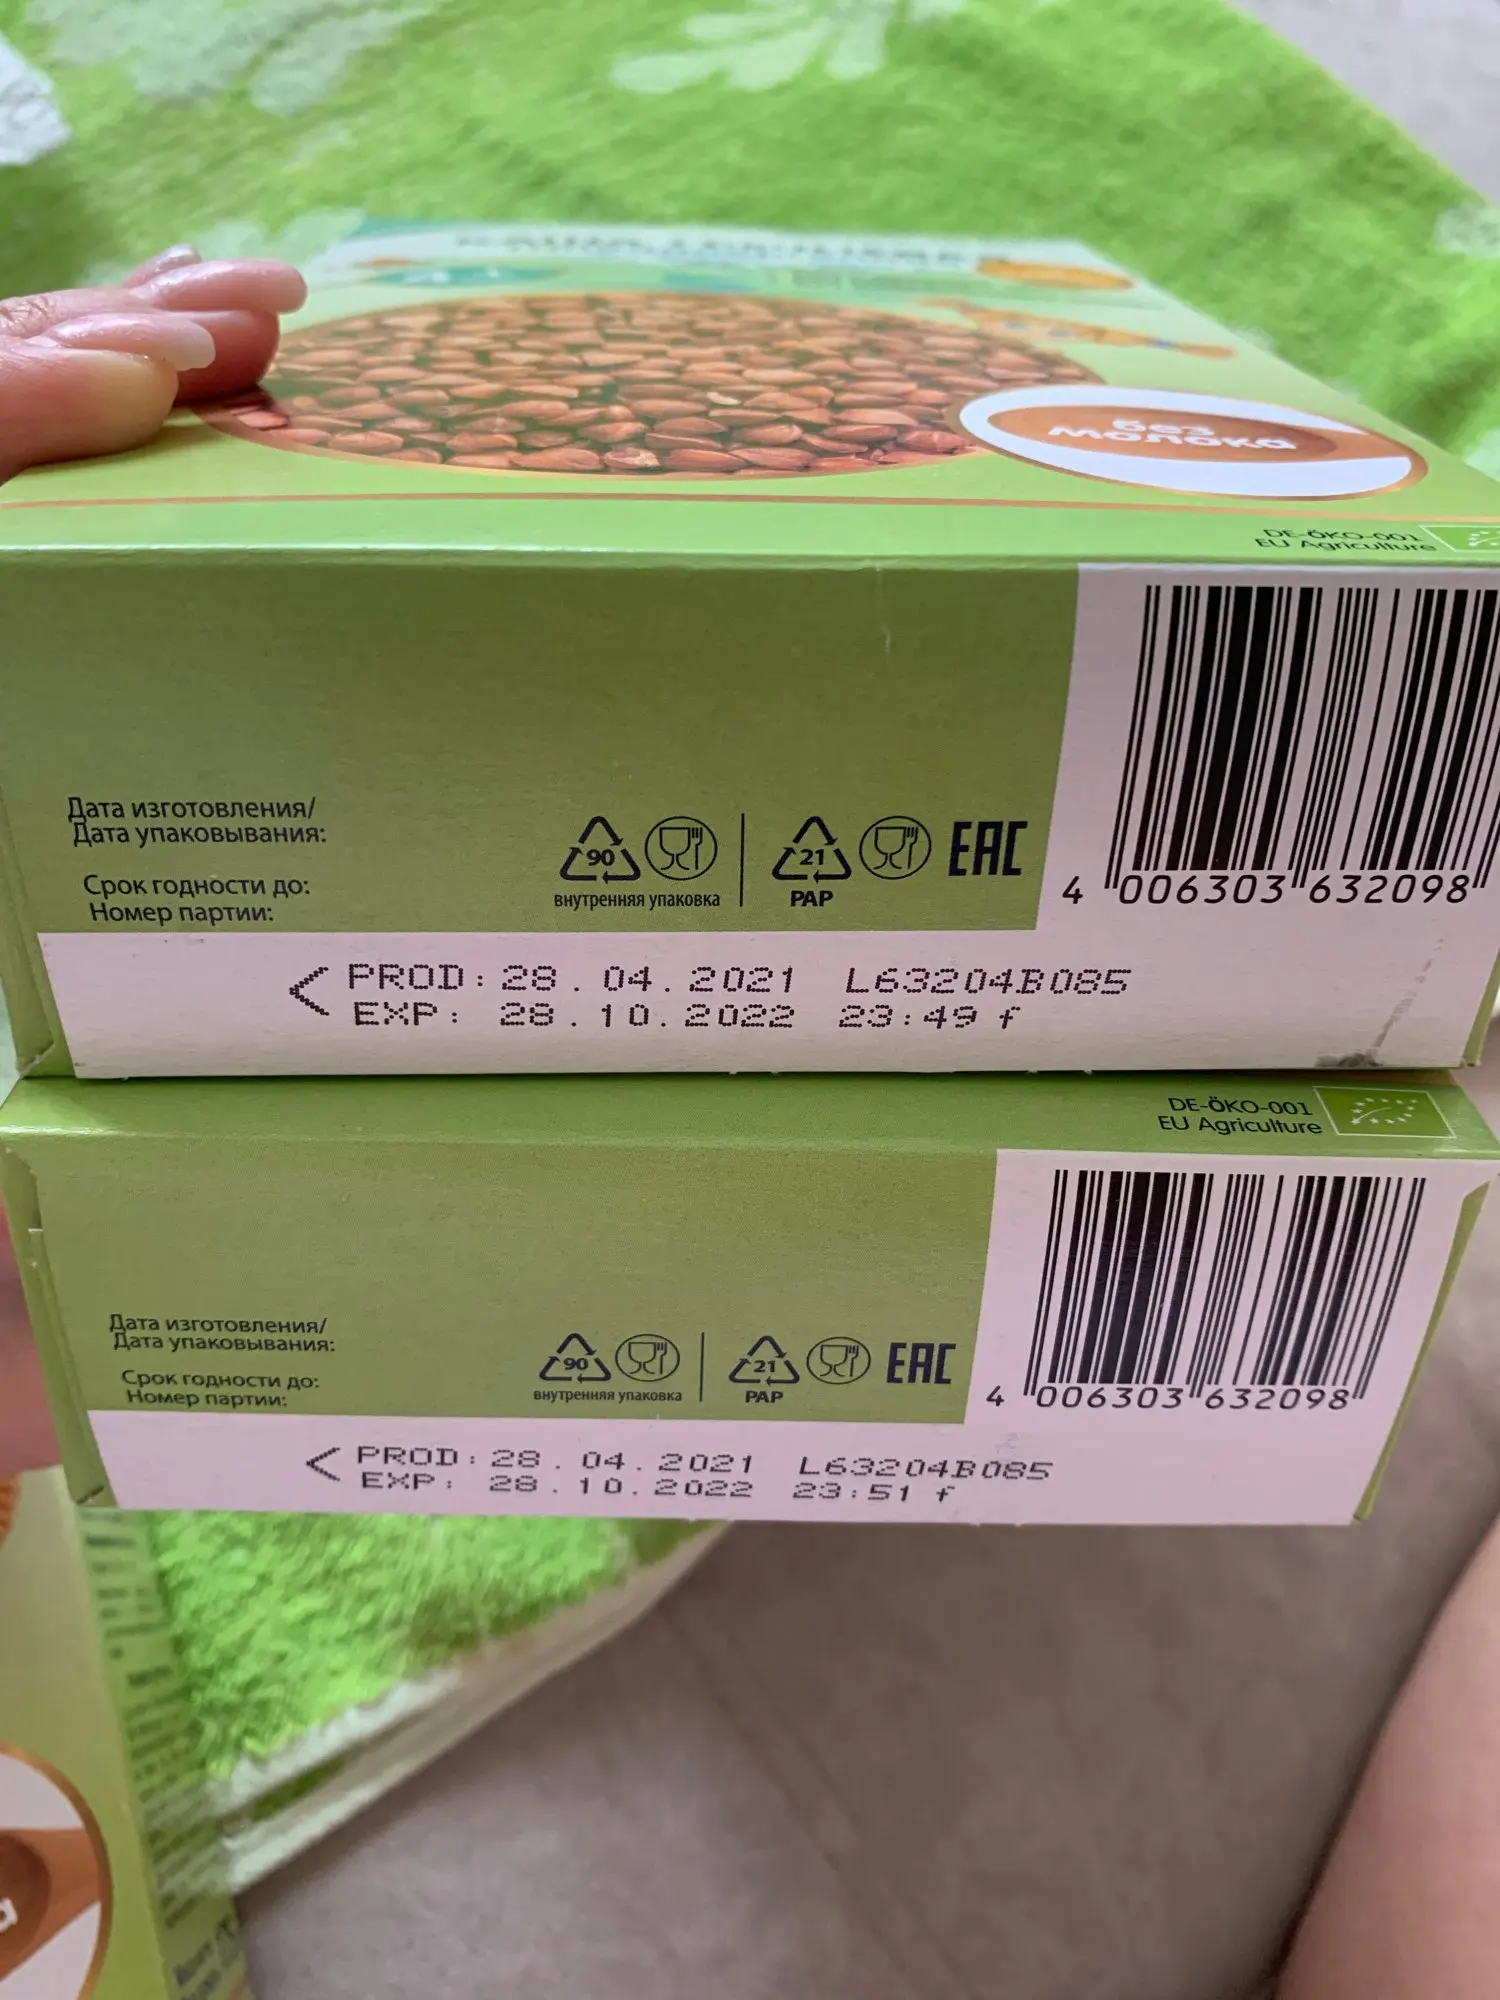 без
молока
DE-ÖKO-001
EU Agriculture
Дата изготовления/
Дата упаковывания:
Срок годности до:
Номер партии:
90
внутренняя упаковка
21
PAP
EAC
4 006303 632098
PROD: 28 . 04 . 2021 L63204B085
EXP: 28 . 10 . 2022 23:49 f
DE-ÖKO-001
EU Agriculture
Дата изготовления/
Дата упаковывания:
Срок годности до:
Номер партии:
90
внутренняя упаковка
21
PAP
EAC
4 006303 632098
PROD: 28 . 04 . 2021 L63204B085
EXP: 28 . 10 . 2022 23:51 f